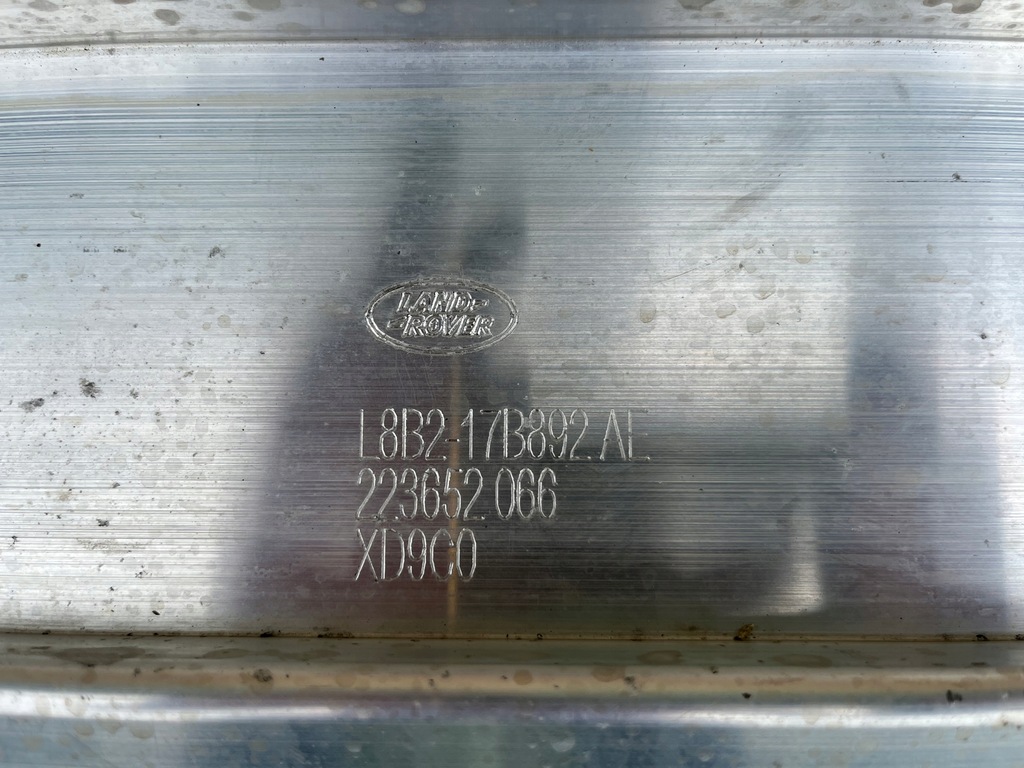 LAND-
-ROVER
L8B2-17B892-AE
223652 066
XD9C0